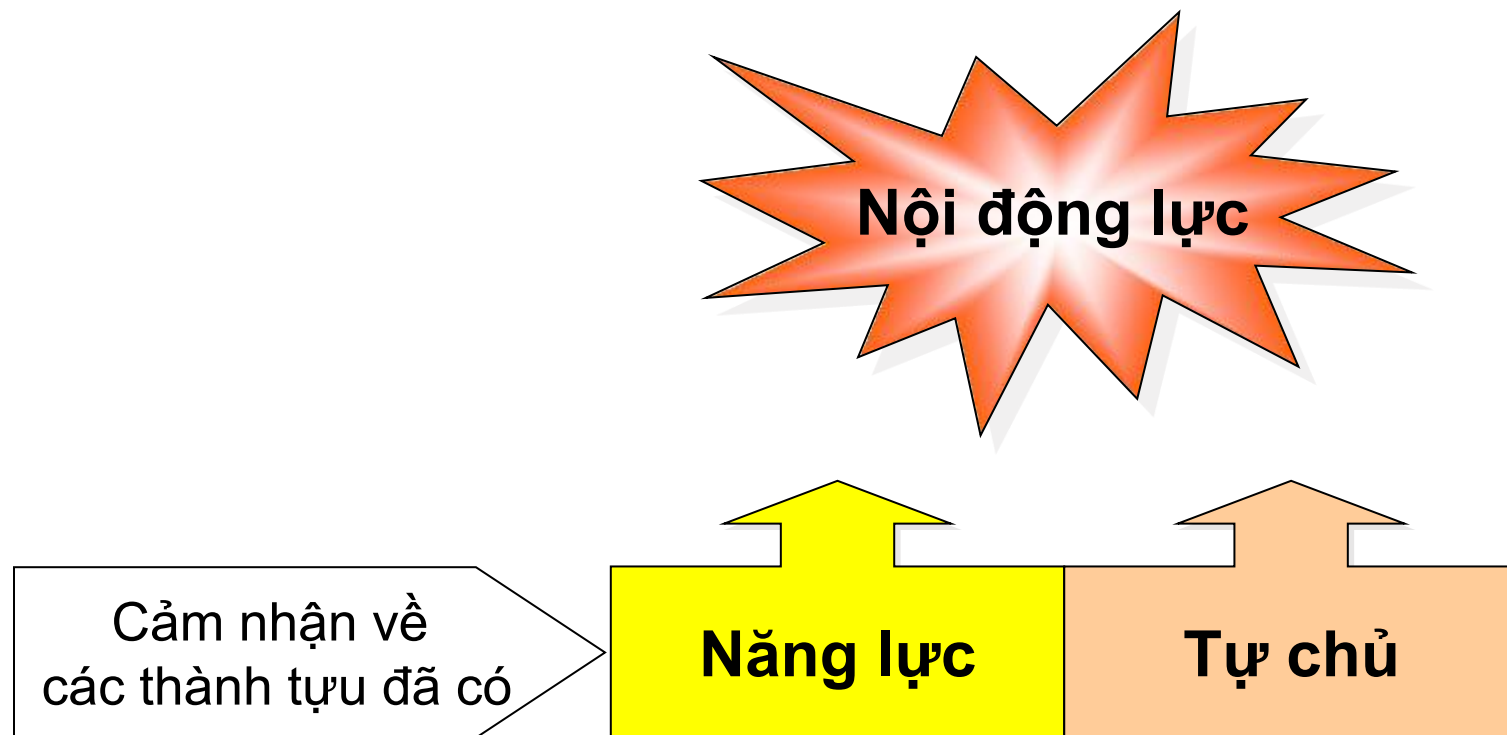 Nội động lực
Cảm nhận về
các thành tựu đã có
Năng lực
Tự chủ